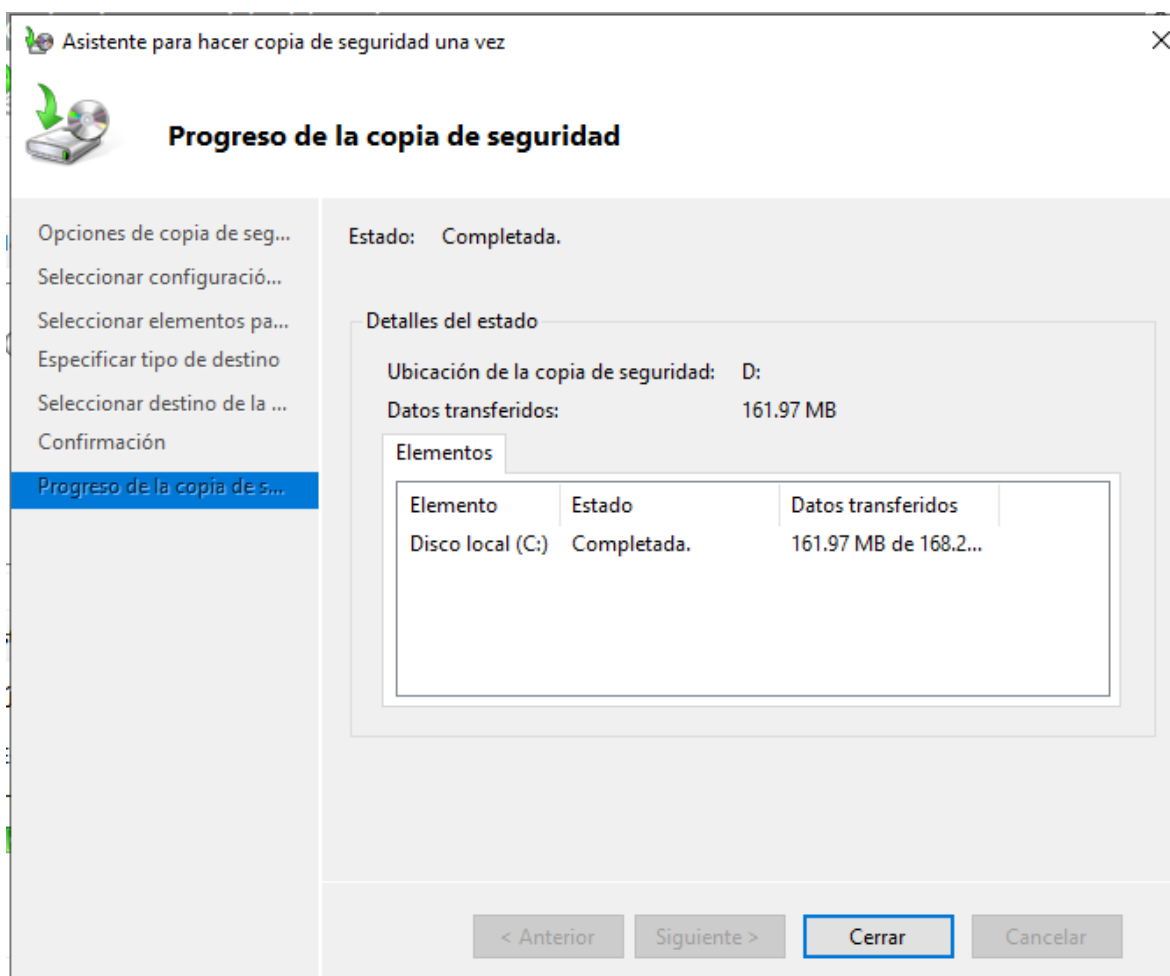 Asistente para hacer copia de seguridad una vez
Progreso de la copia de seguridad
Opciones de copia de seg...
Seleccionar configuració...
Seleccionar elementos pa...
Especificar tipo de destino
Seleccionar destino de la ...
Confirmación
Progreso de la copia de s...
Estado: Completada.
Detalles del estado
Ubicación de la copia de seguridad: D:
Datos transferidos: 161.97 MB
Elementos
Elemento Estado Datos transferidos
Disco local (C:) Completada. 161.97 MB de 168.2...
< Anterior Siguiente > Cerrar Cancelar